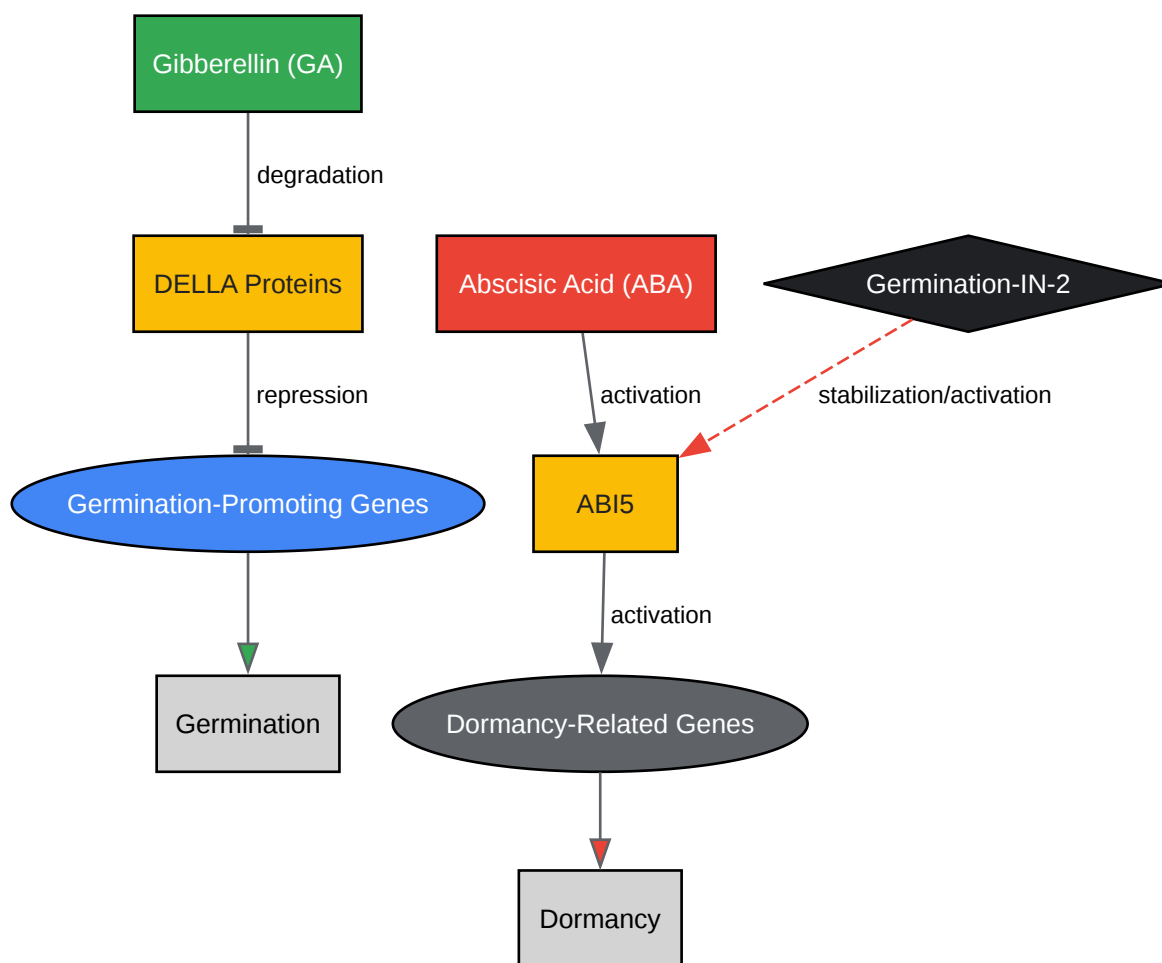 Gibberellin (GA)
degradation
DELLA Proteins
Abscisic Acid (ABA)
Germination-IN-2
repression
activation
stabilization/activation
Germination-Promoting Genes
ABI5
activation
Germination
Dormancy-Related Genes
Dormancy